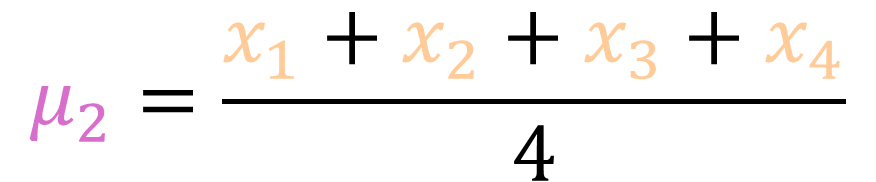 μ₂ = (x₁ + x₂ + x₃ + x₄) / 4